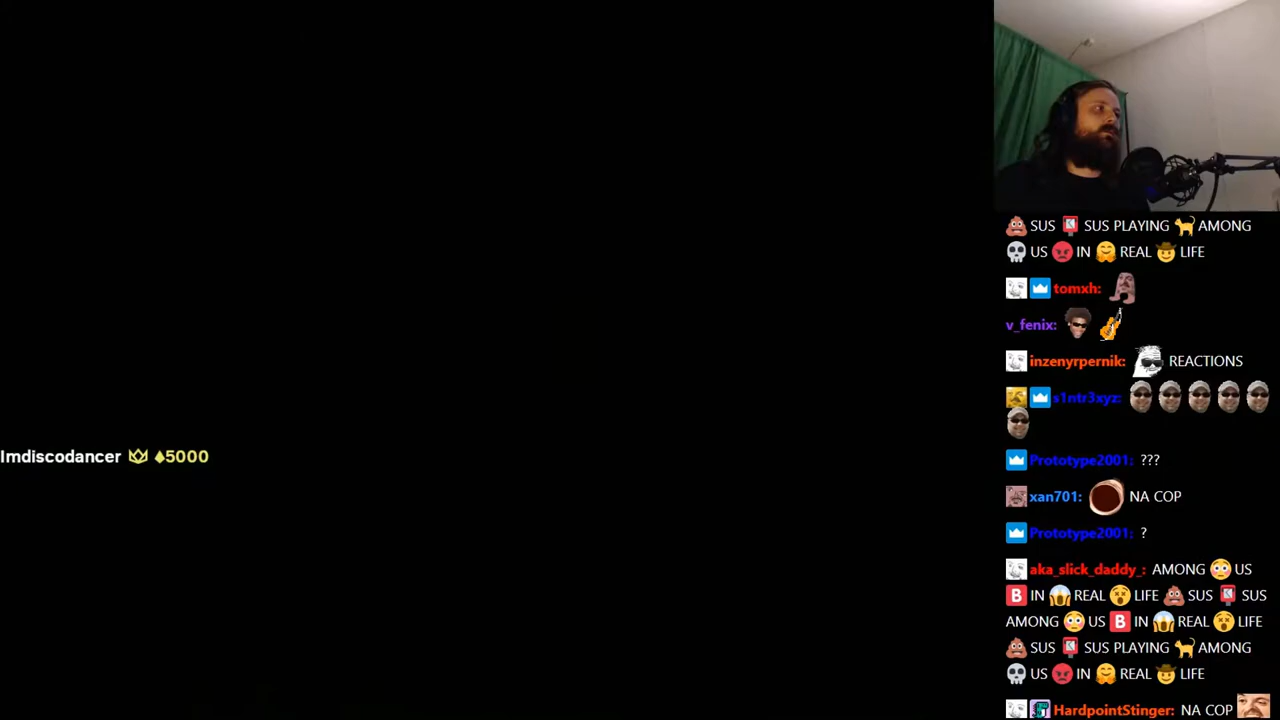 SUS SUS PLAYING AMONG
US IN REAL LIFE
tomxh:
v_fenix:
inzenyrpernik: REACTIONS
s1ntr3xyz:
Imdiscodancer ♦5000
Prototype2001: ???
xan701: NA COP
Prototype2001: ?
aka_slick_daddy_: AMONG US
B IN REAL LIFE SUS SUS
AMONG US B IN REAL LIFE
SUS SUS PLAYING AMONG
US IN REAL LIFE
HardpointStinger: NA COP